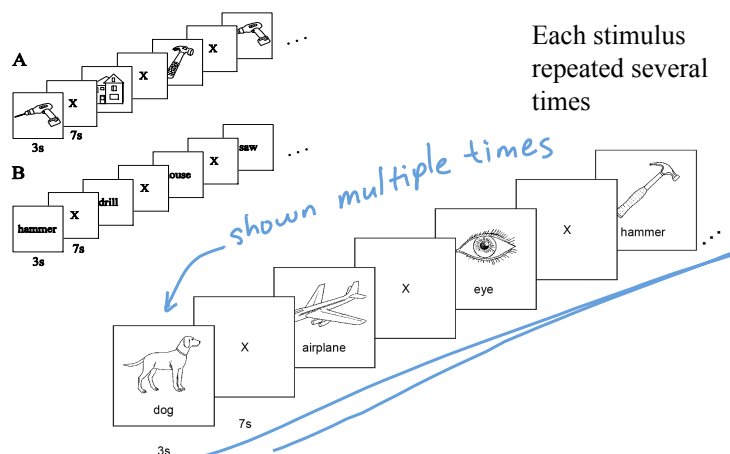 Each stimulus
repeated several
times
A
X
X
X
...
3s
7s
B
hammer
X
drill
X
ouse
X
saw
...
3s
7s
shown multiple times
dog
X
airplane
X
eye
X
hammer
...
3s
7s